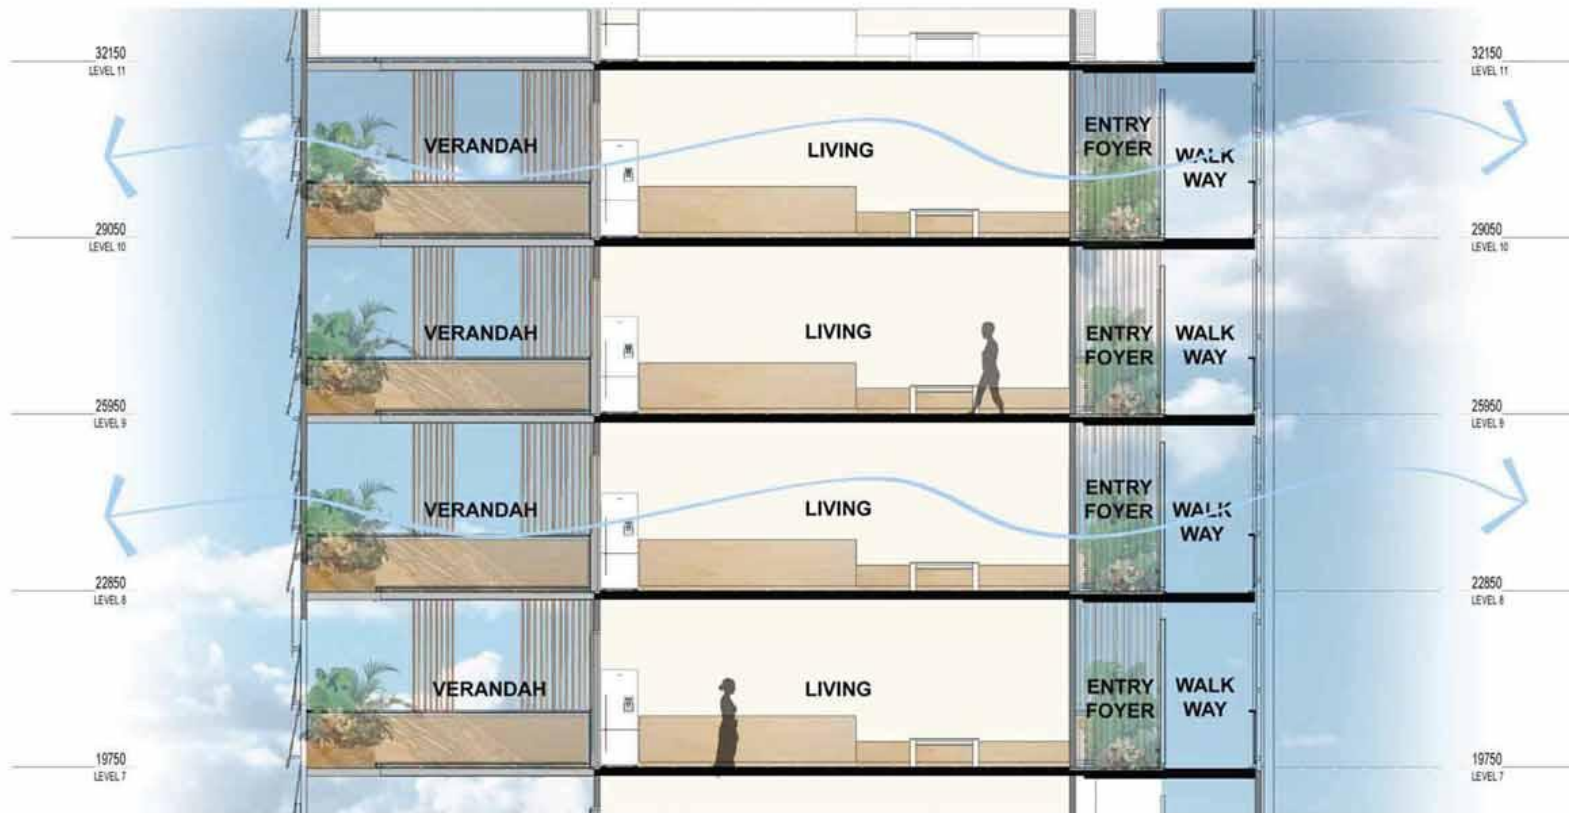 32150
LEVEL 11
32150
LEVEL 11
VERANDAH
LIVING
ENTRY
FOYER
WALK
WAY
29050
LEVEL 10
29050
LEVEL 10
VERANDAH
LIVING
ENTRY
FOYER
WALK
WAY
25950
LEVEL 9
25950
LEVEL 9
VERANDAH
LIVING
ENTRY
FOYER
WALK
WAY
22850
LEVEL 8
22850
LEVEL 8
VERANDAH
LIVING
ENTRY
FOYER
WALK
WAY
19750
LEVEL 7
19750
LEVEL 7